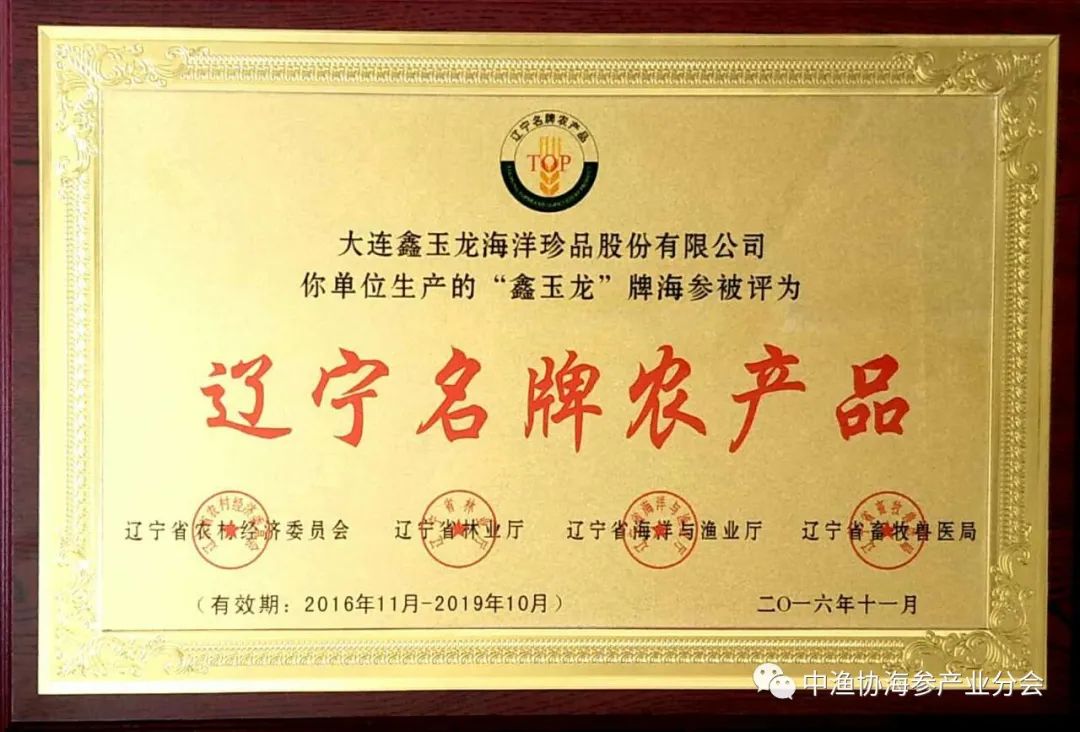 辽宁名牌农产品
TOP
大连鑫玉龙海洋珍品股份有限公司
你单位生产的“鑫玉龙”牌海参被评为
辽宁名牌农产品
辽宁省农村经济委员会 辽宁省林业厅 辽宁省海洋与渔业厅 辽宁省畜牧兽医局
（有效期：2016年11月-2019年10月） 二〇一六年十一月
中渔协海参产业分会